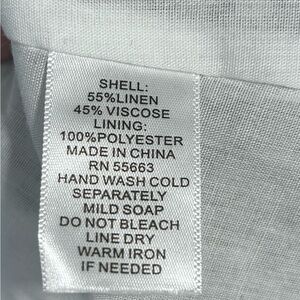 SHELL:
55%LINEN
45% VISCOSE
LINING:
100%POLYESTER
MADE IN CHINA
RN 55663
HAND WASH COLD
SEPARATELY
MILD SOAP
DO NOT BLEACH
LINE DRY
WARM IRON
IF NEEDED